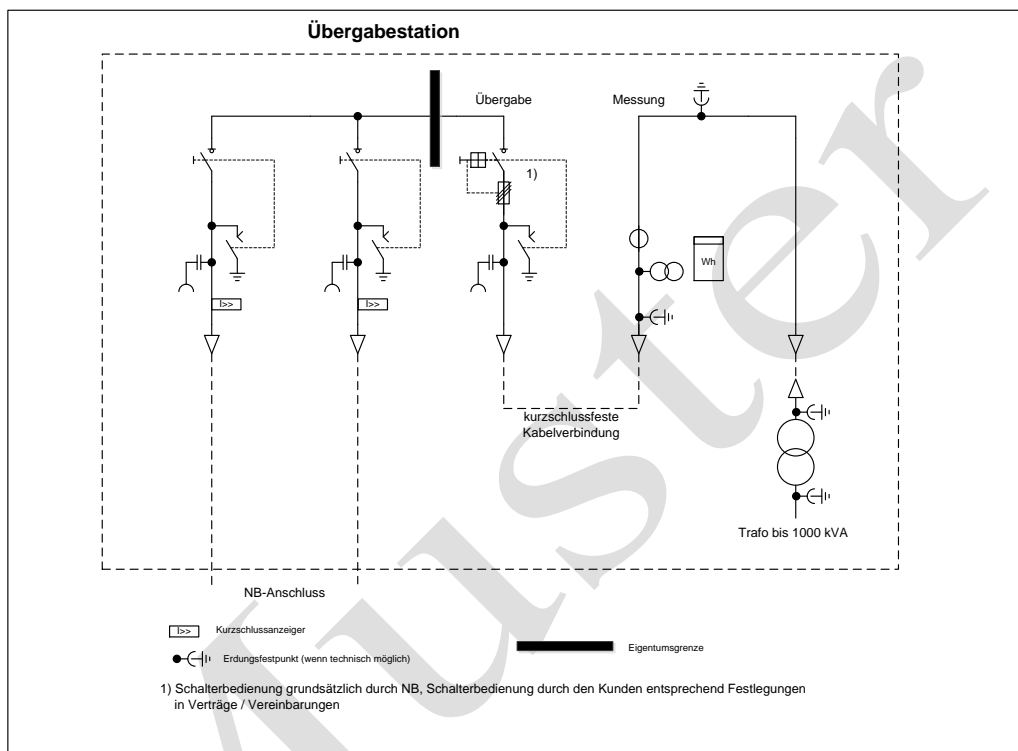 Übergabestation
Übergabe
Messung
1)
Wh
I>>
I>>
kurzschlussfeste
Kabelverbindung
Trafo bis 1000 kVA
NB-Anschluss
I>>
Kurzschlussanzeiger
Eigentumsgrenze
Erdungsfestpunkt (wenn technisch möglich)
1) Schalterbedienung grundsätzlich durch NB, Schalterbedienung durch den Kunden entsprechend Festlegungen
in Verträge / Vereinbarungen
Muster